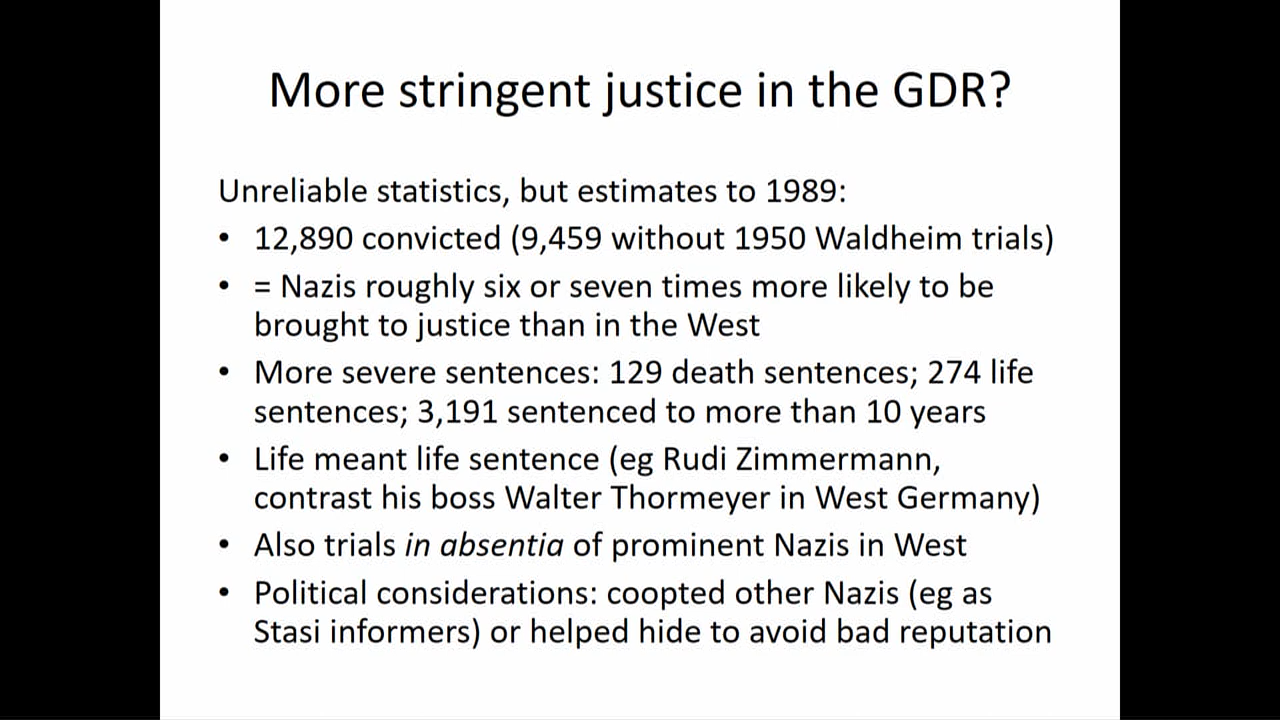 More stringent justice in the GDR?
Unreliable statistics, but estimates to 1989:
• 12,890 convicted (9,459 without 1950 Waldheim trials)
• = Nazis roughly six or seven times more likely to be
brought to justice than in the West
• More severe sentences: 129 death sentences; 274 life
sentences; 3,191 sentenced to more than 10 years
• Life meant life sentence (eg Rudi Zimmermann,
contrast his boss Walter Thormeyer in West Germany)
• Also trials in absentia of prominent Nazis in West
• Political considerations: coopted other Nazis (eg as
Stasi informers) or helped hide to avoid bad reputation